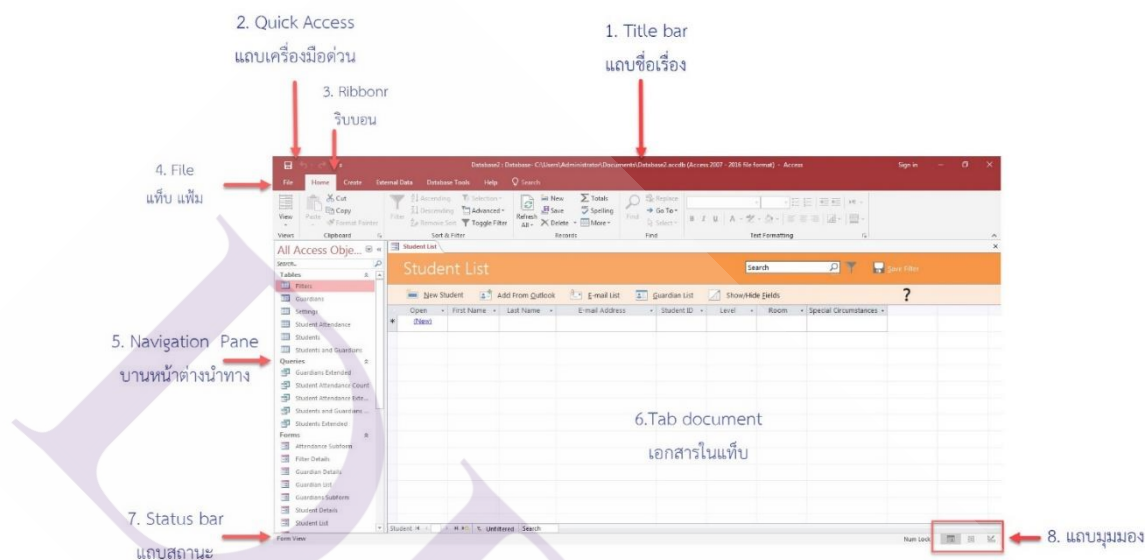 2. Quick Access
แถบเครื่องมือด่วน
1. Title bar
แถบชื่อเรื่อง
3. Ribbonr
ริบบอน
4. File
แท็บ แฟ้ม
Database2 : Database- C:\Users\Administrator\Documents\Database2.accdb (Access 2007 - 2016 file format) - Access
Sign in
File Home Create External Data Database Tools Help Search
View
Paste
Cut
Copy
Format Painter
Filter
Ascending
Descending
Remove Sort
Selection
Advanced
Toggle Filter
Refresh
All
New
Save
Delete
Totals
Spelling
More
Find
Replace
Go To
Select
B I U A
Views Clipboard Sort & Filter Records Find Text Formatting
All Access Obje...
Search..
Tables
Filters
Guardians
Settings
Student Attendance
Students
Students and Guardians
Queries
Guardians Extended
Student Attendance Count
Student Attendance Exte...
Students and Guardians ...
Students Extended
Forms
Attendance Subform
Filter Details
Guardian Details
Guardian List
Guardians Subform
Student Details
Student List
Student List
Student List
Search
Save Filter
New Student Add From Outlook E-mail List Guardian List Show/Hide Fields ?
Open First Name Last Name E-mail Address Student ID Level Room Special Circumstances
* (New)
5. Navigation Pane
บานหน้าต่างนำทาง
6.Tab document
เอกสารในแท็บ
7. Status bar
แถบสถานะ
Student Unfiltered Search
Form View
Num Lock
8. แถบมุมมอง